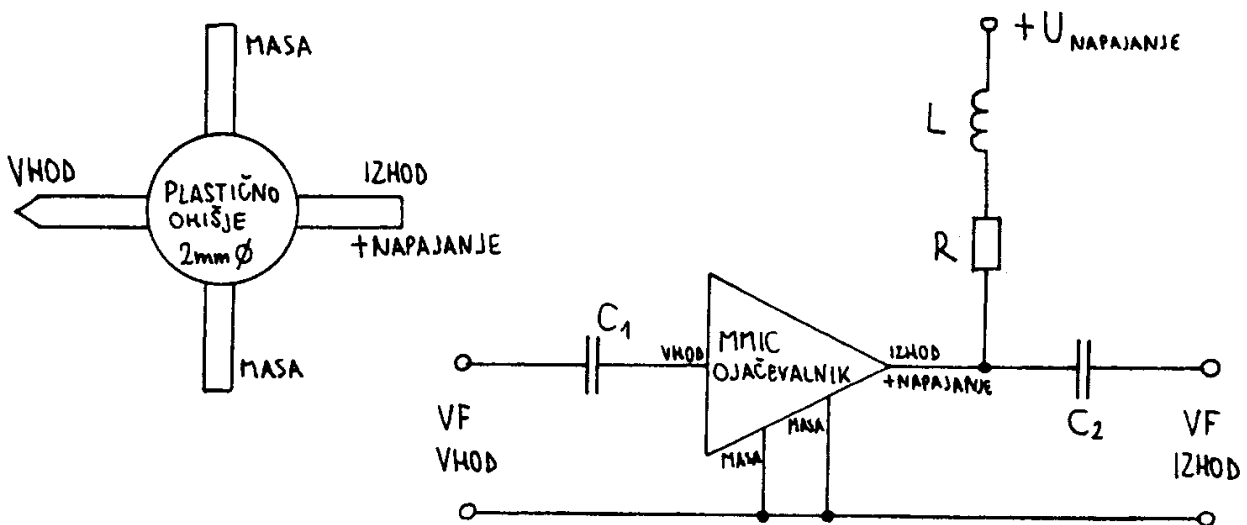 MASA
VHOD
IZHOD
PLASTIČNO
OHIŠJE
2mm Ø
+NAPAJANJE
MASA
+ U NAPAJANJE
L
R
C1
VHOD
MMIC
OJAČEVALNIK
IZHOD
+NAPAJANJE
MASA
MASA
C2
VF
VHOD
VF
IZHOD